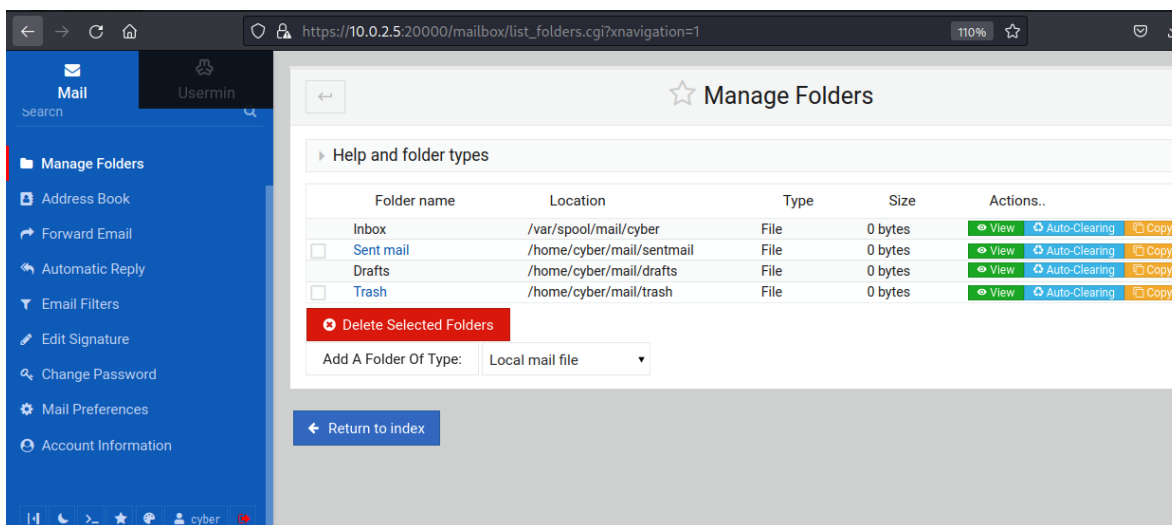 https://10.0.2.5:20000/mailbox/list_folders.cgi?xnavigation=1
110%
Mail
Usermin
Search
Manage Folders
Address Book
Forward Email
Automatic Reply
Email Filters
Edit Signature
Change Password
Mail Preferences
Account Information
cyber
Manage Folders
Help and folder types
Folder name Location Type Size Actions..
Inbox /var/spool/mail/cyber File 0 bytes View Auto-Clearing Copy
Sent mail /home/cyber/mail/sentmail File 0 bytes View Auto-Clearing Copy
Drafts /home/cyber/mail/drafts File 0 bytes View Auto-Clearing Copy
Trash /home/cyber/mail/trash File 0 bytes View Auto-Clearing Copy
Delete Selected Folders
Add A Folder Of Type: Local mail file
Return to index